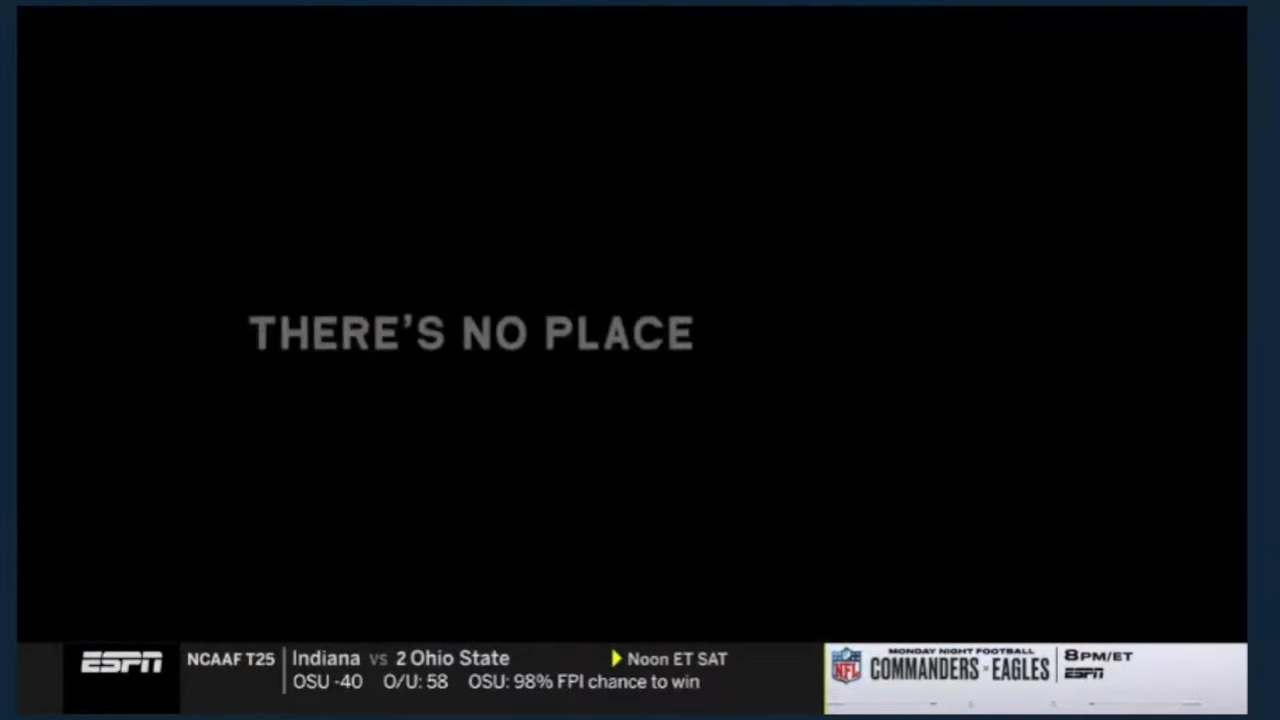 THERE'S NO PLACE
ESPN
NCAAF T25
Indiana vs 2 Ohio State
Noon ET SAT
OSU -40 O/U: 58 OSU: 98% FPI chance to win
NFL
MONDAY NIGHT FOOTBALL
COMMANDERS - EAGLES
8PM/ET
ESPN